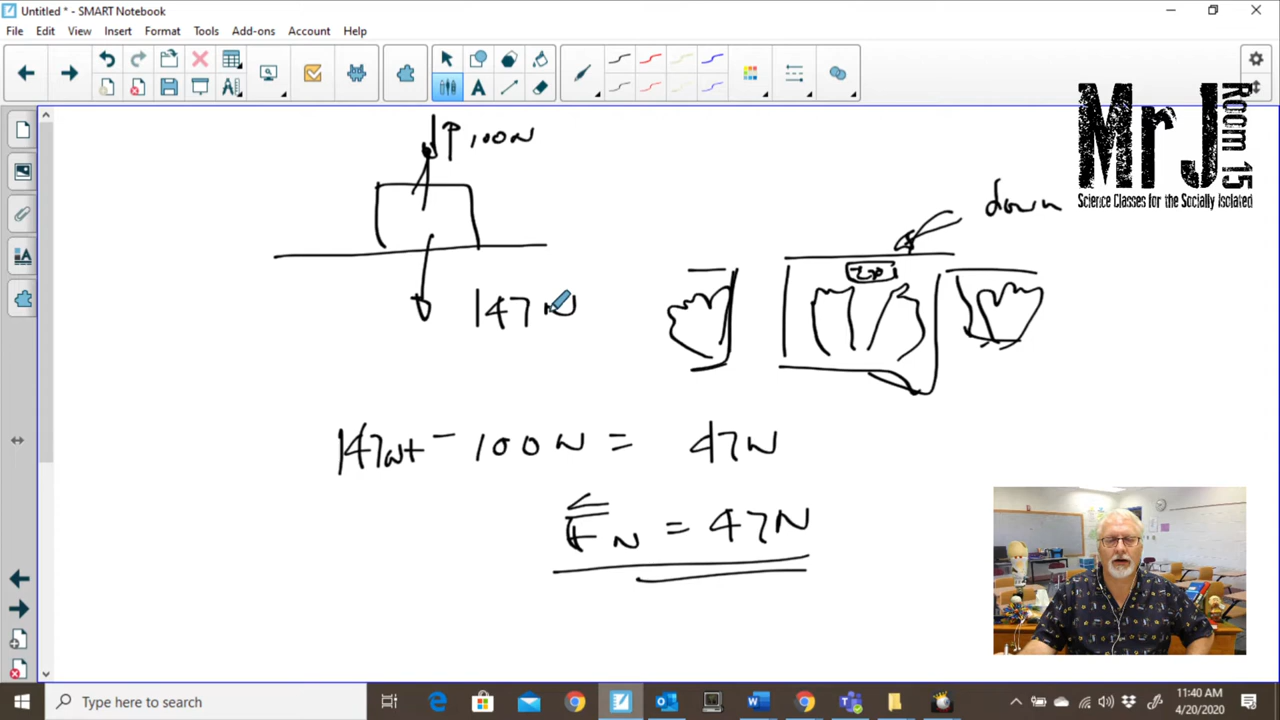 Untitled * - SMART Notebook
File Edit View Insert Format Tools Add-ons Account Help
Mr J
Room 15
Science Classes for the Socially Isolated
100N
down
147N
147wt - 100N = 47N
FN = 47N
Type here to search
11:40 AM
4/20/2020